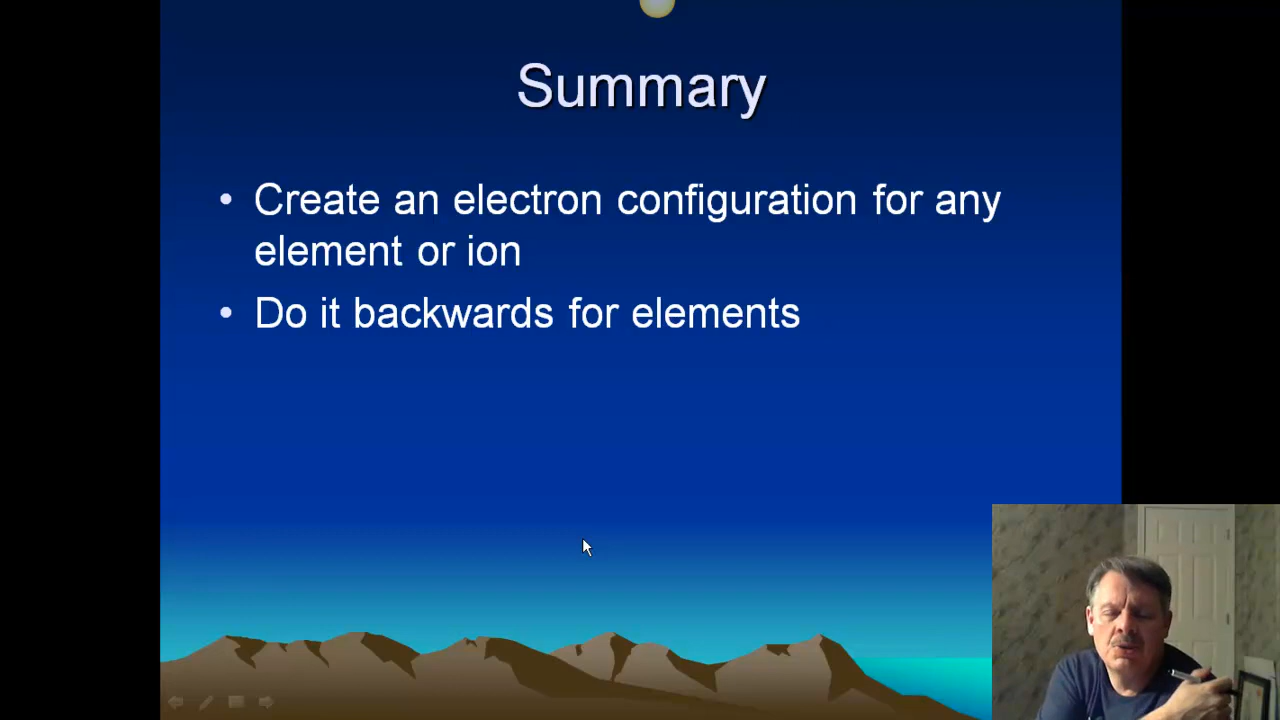 Summary
• Create an electron configuration for any
element or ion
• Do it backwards for elements